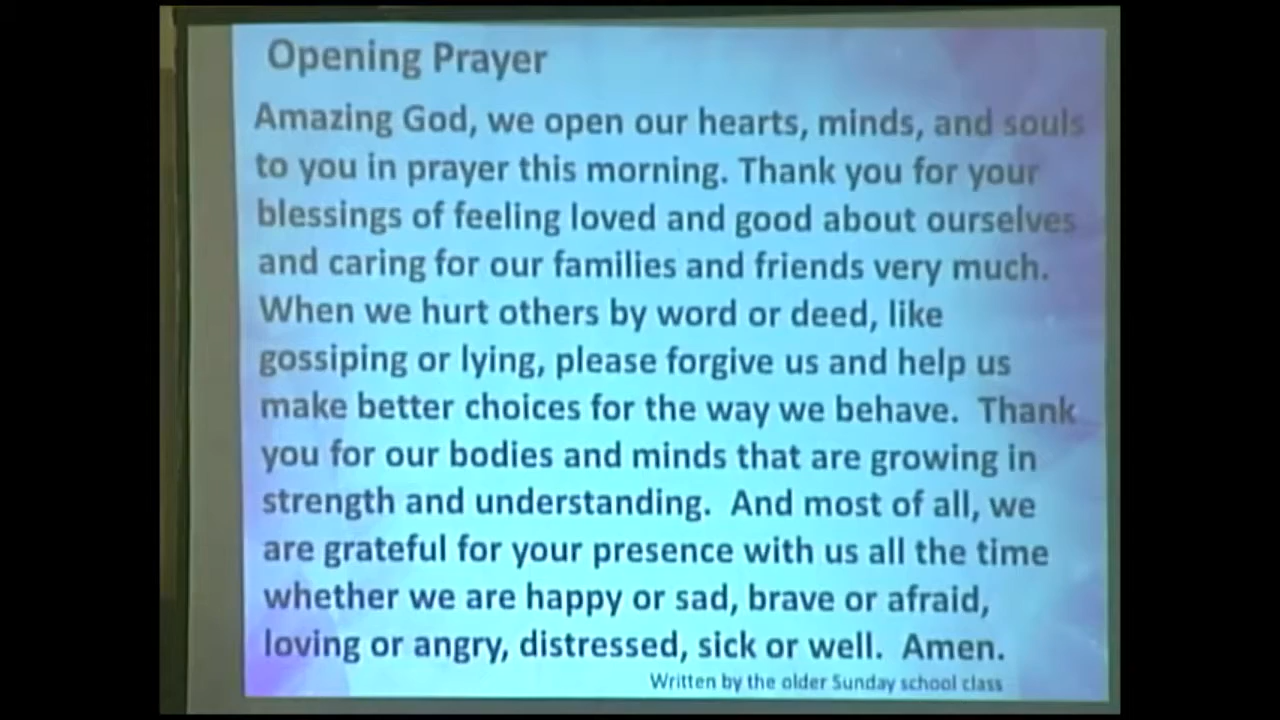 Opening Prayer
Amazing God, we open our hearts, minds, and souls
to you in prayer this morning. Thank you for your
blessings of feeling loved and good about ourselves
and caring for our families and friends very much.
When we hurt others by word or deed, like
gossiping or lying, please forgive us and help us
make better choices for the way we behave.  Thank
you for our bodies and minds that are growing in
strength and understanding.  And most of all, we
are grateful for your presence with us all the time
whether we are happy or sad, brave or afraid,
loving or angry, distressed, sick or well.  Amen.
Written by the older Sunday school class